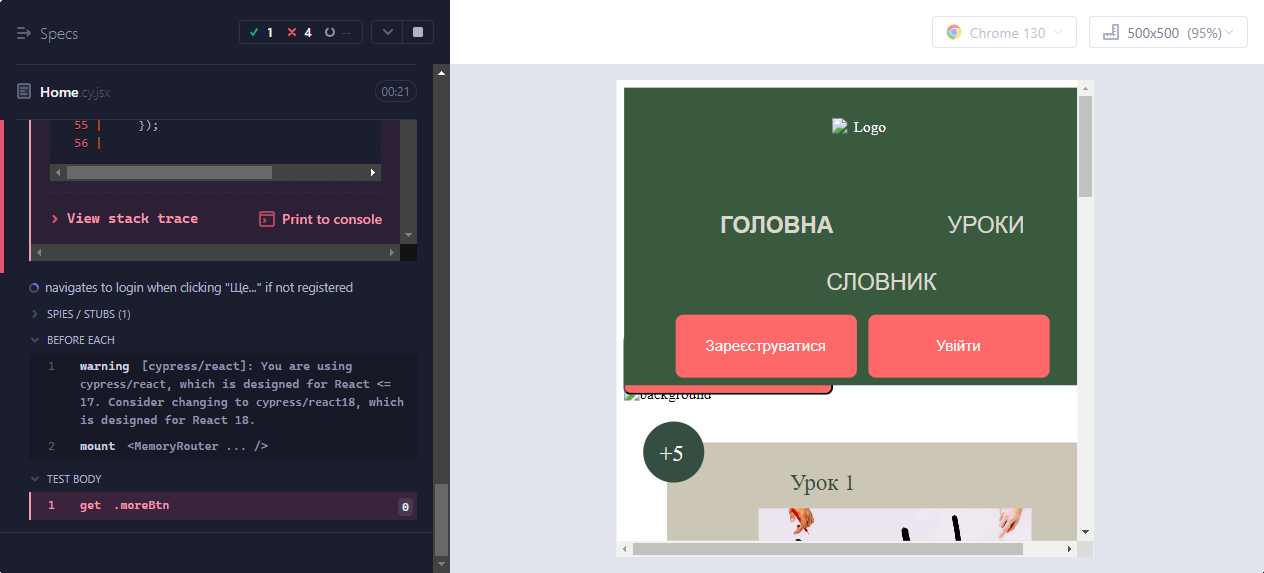 Specs
1 4 --
Chrome 130
500x500 (95%)
Home.cy.jsx
00:21
55 | });
56 |
View stack trace
Print to console
navigates to login when clicking "Ще..." if not registered
SPIES / STUBS (1)
BEFORE EACH
1 warning [cypress/react]: You are using
cypress/react, which is designed for React <=
17. Consider changing to cypress/react18, which
is designed for React 18.
2 mount <MemoryRouter ... />
TEST BODY
1 get .moreBtn 0
Logo
ГОЛОВНА
УРОКИ
СЛОВНИК
Зареєструватися
Увійти
background
+5
Урок 1